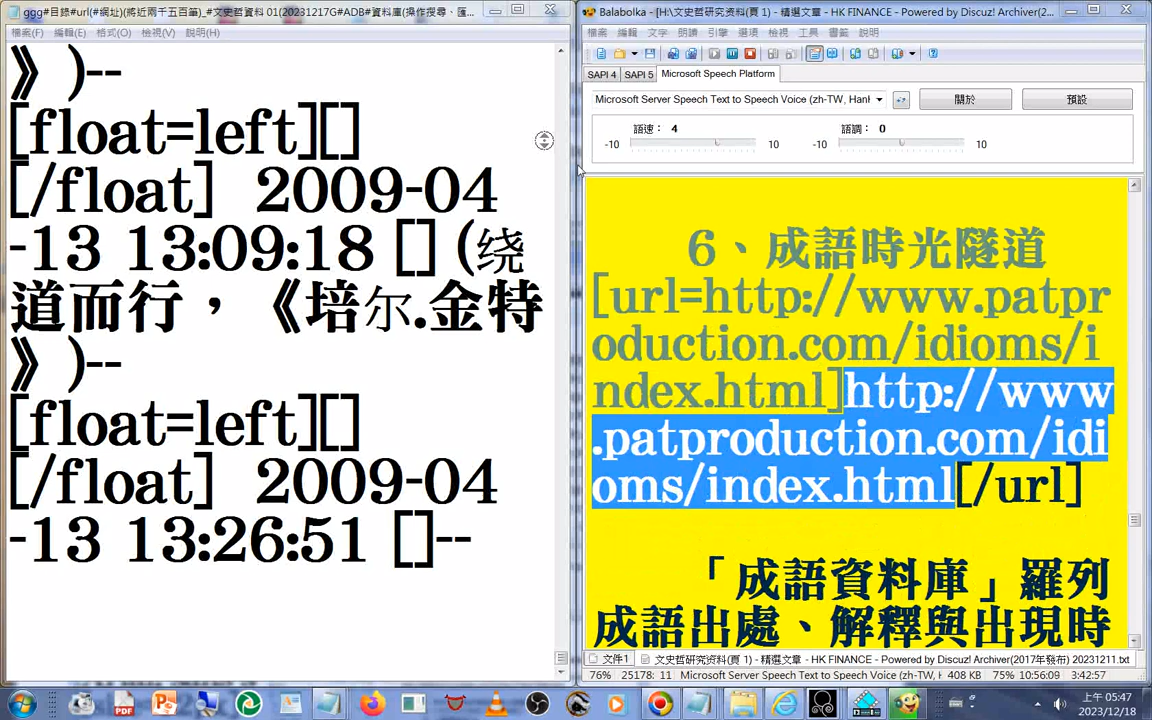 ggg#目錄#url(#網址)(將近兩千五百筆)_#文史哲資料 01(20231217G#ADB#資料庫(操作搜尋、匯...
檔案(F) 編輯(E) 格式(O) 檢視(V) 說明(H)
》)--
[float=left][]
[/float] 2009-04
-13 13:09:18 [] (绕
道而行，《培尔.金特
》)--
[float=left][]
[/float] 2009-04
-13 13:26:51 []--
Balabolka - [H:\文史哲研究资料(頁 1) - 精選文章 - HK FINANCE - Powered by Discuz! Archiver(2...
檔案 編輯 文字 朗讀 引擎 選項 檢視 工具 書籤 說明
SAPI 4 SAPI 5 Microsoft Speech Platform
Microsoft Server Speech Text to Speech Voice (zh-TW, Hanl 關於 預設
語速： 4 語調： 0
-10 10 -10 10
6、成語時光隧道
[url=http://www.patpr
oduction.com/idioms/i
ndex.html]http://www
.patproduction.com/idi
oms/index.html[/url]
「成語資料庫」羅列
成語出處、解釋與出現時
文件1 文史哲研究资料(頁 1) - 精選文章 - HK FINANCE - Powered by Discuz! Archiver(2017年發布) 20231211.txt
76% 25178: 11 Microsoft Server Speech Text to Speech Voice (zh-TW, H 408 KB 75% 10:56:09 3:42:57
上午 05:47
2023/12/18